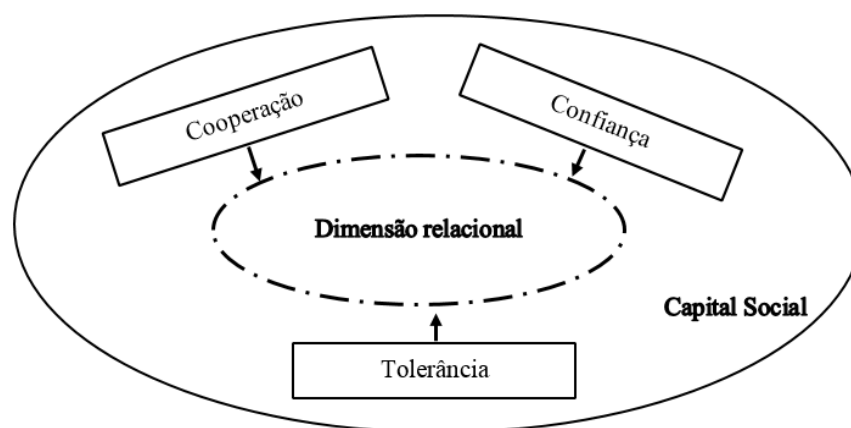 Cooperação
Confiança
Dimensão relacional
Capital Social
Tolerância